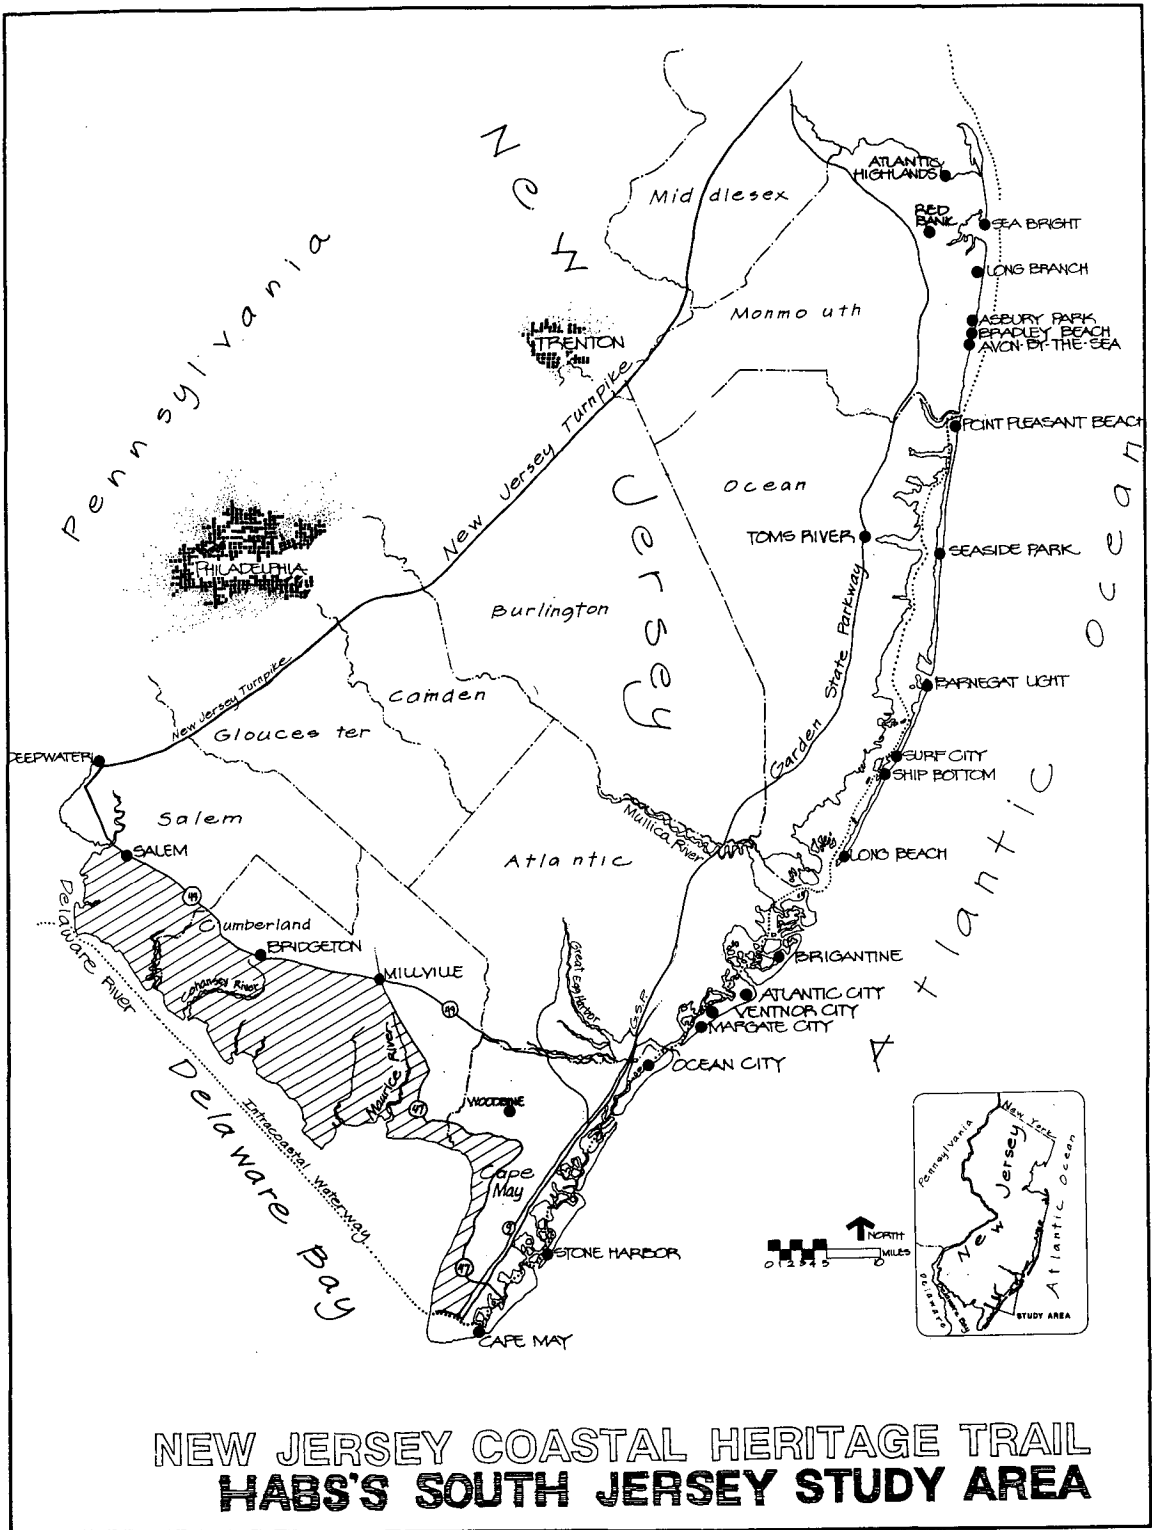 New Jersey
Pennsylvania
Middlesex
ATLANTIC
HIGHLANDS
RED
BANK
SEA BRIGHT
LONG BRANCH
Monmouth
ASBURY PARK
BRADLEY BEACH
AVON-BY-THE-SEA
TRENTON
New Jersey Turnpike
POINT PLEASANT BEACH
Ocean
TOMS RIVER
SEASIDE PARK
Atlantic Ocean
PHILADELPHIA
Burlington
Garden State Parkway
New Jersey Turnpike
Camden
BARNEGAT LIGHT
Gloucester
DEEPWATER
SURF CITY
SHIP BOTTOM
Salem
Mullica River
SALEM
Atlantic
LONG BEACH
Delaware River
49
Cumberland
BRIDGETON
MILLVILLE
Great Egg Harbor
BRIGANTINE
Cohansey River
ATLANTIC CITY
VENTNOR CITY
MARGATE CITY
49
G.S.P.
OCEAN CITY
Maurice River
47
WOODBINE
Delaware Bay
Intracoastal Waterway
Cape
May
9
47
STONE HARBOR
CAPE MAY
NORTH
MILES
0 1 2 3 4 5
Pennsylvania
New York
New Jersey
Atlantic Ocean
Delaware
STUDY AREA
NEW JERSEY COASTAL HERITAGE TRAIL
HABS'S SOUTH JERSEY STUDY AREA